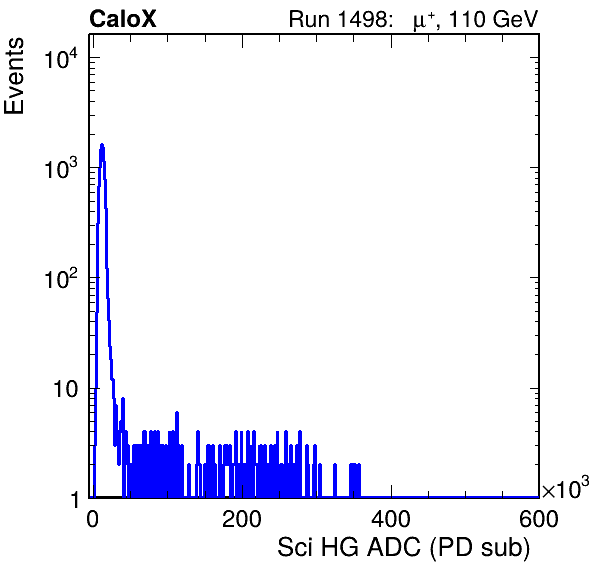 CaloX Run 1498: μ⁺, 110 GeV
Events
10⁴
10³
10²
10
1
×10³
0 200 400 600
Sci HG ADC (PD sub)